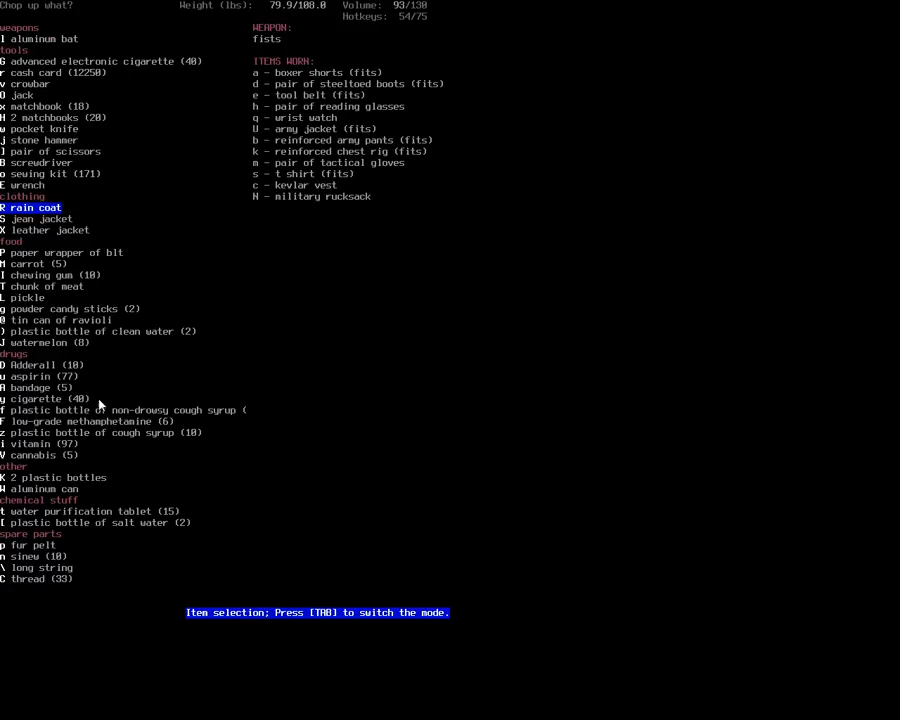 Chop up what? Weight (lbs): 79.9/108.0 Volume: 93/130
Hotkeys: 54/75
weapons
l aluminum bat
tools
G advanced electronic cigarette (40)
r cash card (12250)
v crowbar
O jack
x matchbook (18)
H 2 matchbooks (20)
w pocket knife
j stone hammer
] pair of scissors
B screwdriver
o sewing kit (171)
E wrench
clothing
R rain coat
S jean jacket
X leather jacket
food
P paper wrapper of blt
M carrot (5)
I chewing gum (10)
T chunk of meat
L pickle
g powder candy sticks (2)
@ tin can of ravioli
) plastic bottle of clean water (2)
J watermelon (8)
drugs
D Adderall (10)
u aspirin (77)
A bandage (5)
y cigarette (40)
f plastic bottle of non-drowsy cough syrup (
F low-grade methamphetamine (6)
z plastic bottle of cough syrup (10)
i vitamin (97)
V cannabis (5)
other
K 2 plastic bottles
W aluminum can
chemical stuff
t water purification tablet (15)
[ plastic bottle of salt water (2)
spare parts
p fur pelt
n sinew (10)
\ long string
C thread (33)
WEAPON:
fists
ITEMS WORN:
a - boxer shorts (fits)
d - pair of steeltoed boots (fits)
e - tool belt (fits)
h - pair of reading glasses
q - wrist watch
U - army jacket (fits)
b - reinforced army pants (fits)
k - reinforced chest rig (fits)
m - pair of tactical gloves
s - t shirt (fits)
c - kevlar vest
N - military rucksack
Item selection; Press [TAB] to switch the mode.